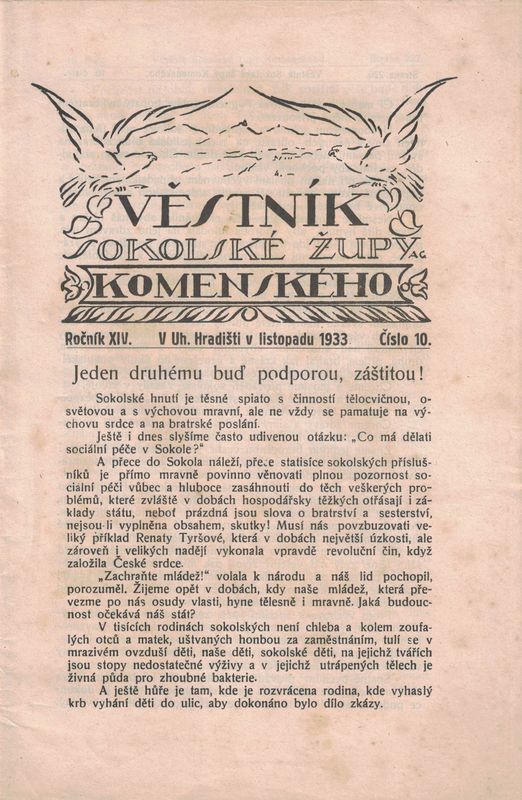 VĚSTNÍK
SOKOLSKÉ ŽUPY
AG
KOMENSKÉHO
Ročník XIV. V Uh. Hradišti v listopadu 1933 Číslo 10.
Jeden druhému buď podporou, záštitou!
Sokolské hnutí je těsně spiato s činností tělocvičnou, o-
světovou a s výchovou mravní, ale ne vždy se pamatuje na vý-
chovu srdce a na bratrské poslání.
Ještě i dnes slyšíme často udivenou otázku: „Co má dělati
sociální péče v Sokole?“
A přece do Sokola náleží, přece statisíce sokolských přísluš-
níků je přímo mravně povinno věnovati plnou pozornost so-
ciální péči vůbec a hluboce zasáhnouti do těch veškerých pro-
blémů, které zvláště v dobách hospodářsky těžkých otřásají i zá-
klady státu, neboť prázdná jsou slova o bratrství a sesterství,
nejsou-li vyplněna obsahem, skutky! Musí nás povzbuzovati ve-
liký příklad Renaty Tyršové, která v dobách největší úzkosti, ale
zároveň i velikých nadějí vykonala vpravdě revoluční čin, když
založila České srdce.
„Zachraňte mládež!“ volala k národu a náš lid pochopil,
porozuměl. Žijeme opět v dobách, kdy naše mládež, která pře-
vezme po nás osudy vlasti, hyne tělesně i mravně. Jaká budouc-
nost očekává náš stát?
V tisících rodinách sokolských není chleba a kolem zoufa-
lých otců a matek, uštvaných honbou za zaměstnáním, tulí se v
mrazivém ovzduší děti, naše děti, sokolské děti, na jejichž tvářích
jsou stopy nedostatečné výživy a v jejichž utrápených tělech je
živná půda pro zhoubné bakterie.
A ještě hůře je tam, kde je rozvrácena rodina, kde vyhaslý
krb vyhání děti do ulic, aby dokonáno bylo dílo zkázy.